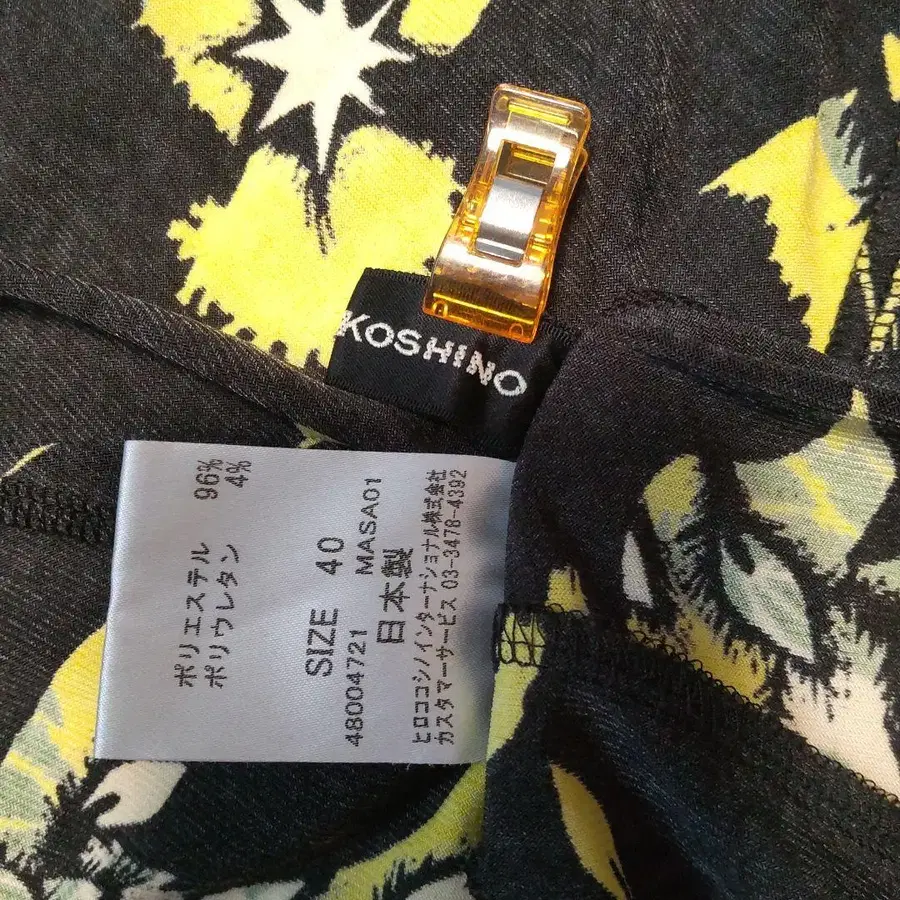 KOSHINO
ポリエステル 96%
ポリウレタン 4%
SIZE 40
48004721 MASA01
日本製
ヒロココシノインターナショナル株式会社
カスタマーサービス 03-3478-4392